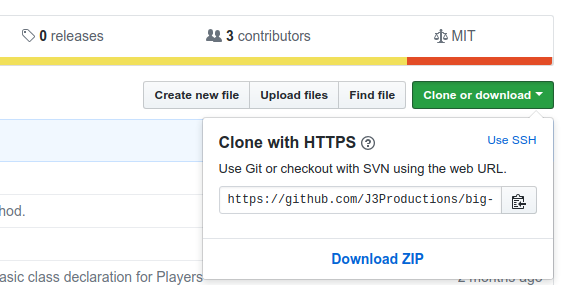 0 releases
3 contributors
MIT
Create new file
Upload files
Find file
Clone or download
Clone with HTTPS
Use SSH
Use Git or checkout with SVN using the web URL.
https://github.com/J3Productions/big-
hod.
Download ZIP
asic class declaration for Players
2 months ago